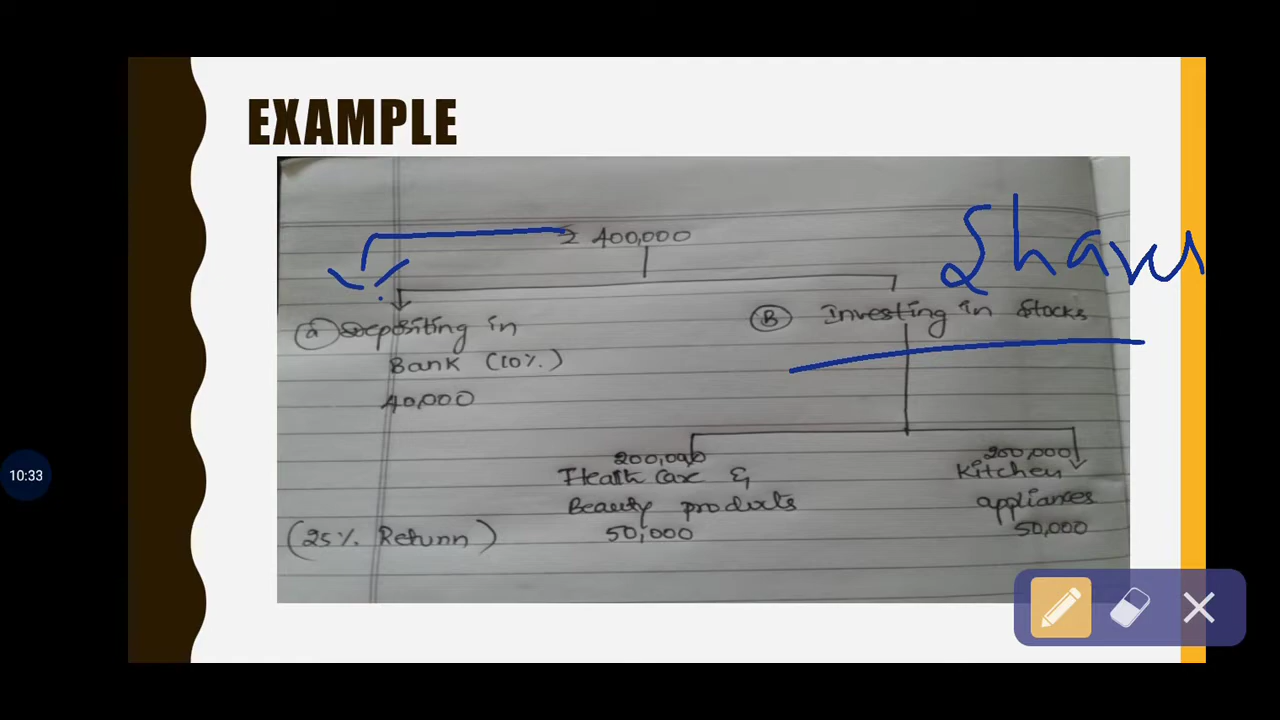 EXAMPLE
400,000
Shares
(a) Depositing in
Bank (10%)
40,000
(B) Investing in Stocks
200,000
Health Care &
Beauty products
50,000
200,000
Kitchen
appliances
50,000
(25% Return)
10:33